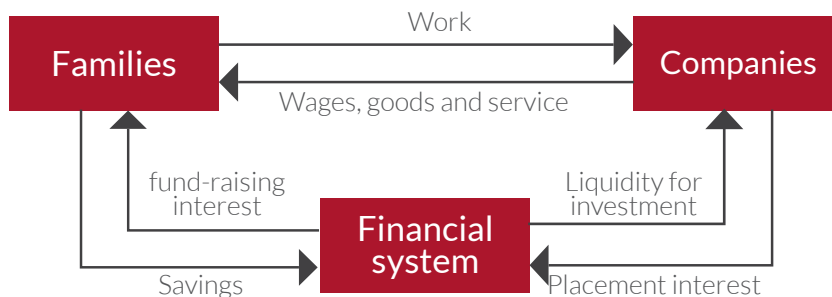 Work
Families
Companies
Wages, goods and service
fund-raising
interest
Liquidity for
investment
Financial
system
Savings
Placement interest